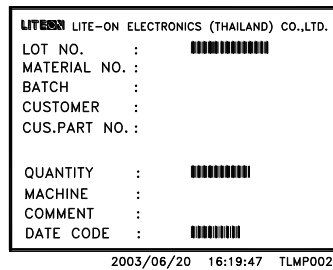 LITEON LITE-ON ELECTRONICS (THAILAND) CO.,LTD.
LOT NO. :
MATERIAL NO. :
BATCH :
CUSTOMER :
CUS.PART NO. :
QUANTITY :
MACHINE :
COMMENT :
DATE CODE :
2003/06/20 16:19:47 TLMP002